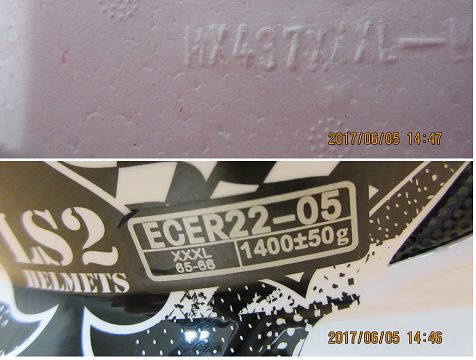 MX437XXXL-
2017/06/05 14:47
LS2
HELMETS
ECER22-05
XXXL
65-66
1400±50g
2017/06/05 14:46